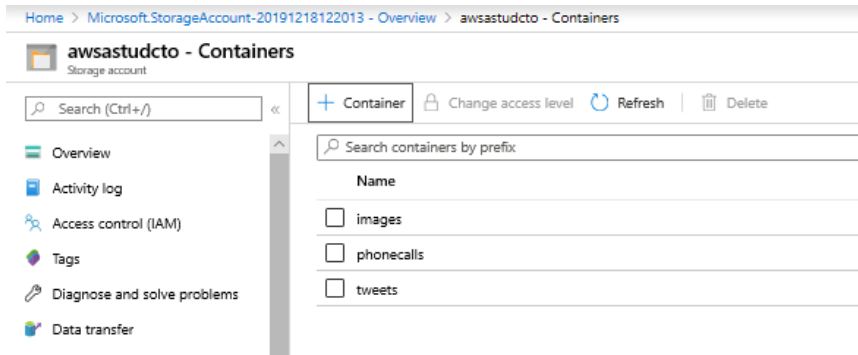 Home > Microsoft.StorageAccount-20191218122013 - Overview > awsastudcto - Containers
awsastudcto - Containers
Storage account
Search (Ctrl+/)
«
+ Container
Change access level
Refresh
Delete
Overview
Activity log
Access control (IAM)
Tags
Diagnose and solve problems
Data transfer
Search containers by prefix
Name
images
phonecalls
tweets